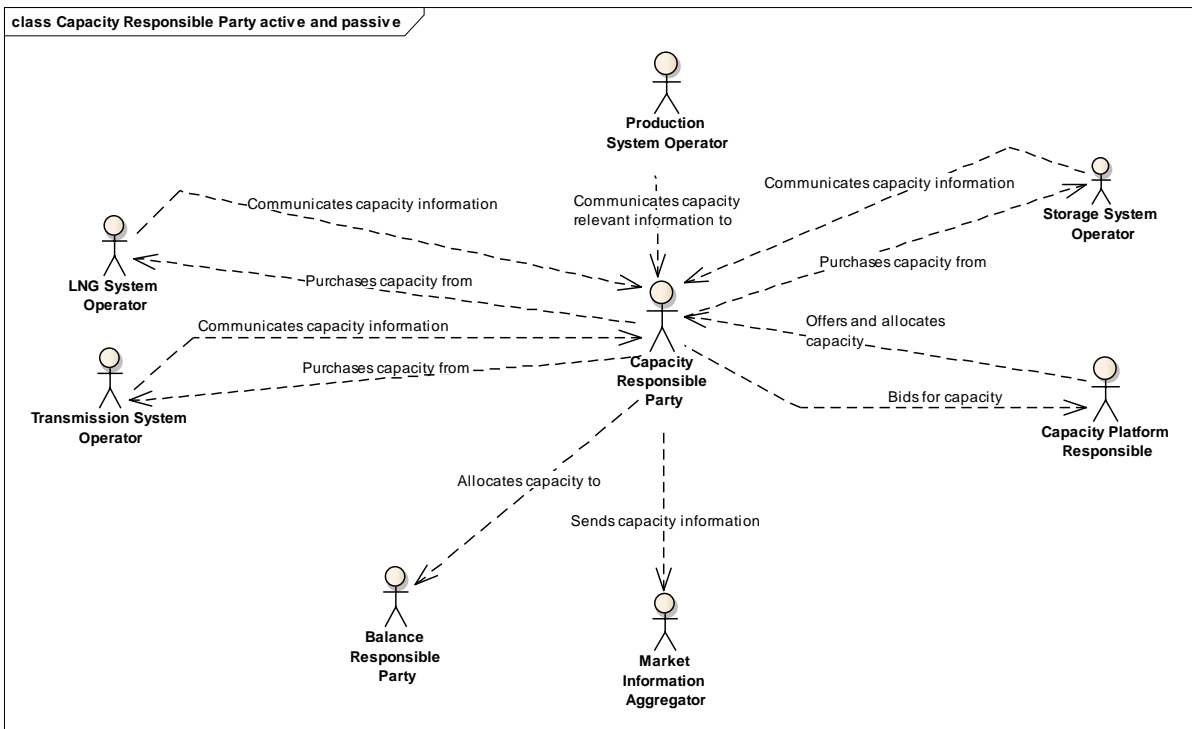 class Capacity Responsible Party active and passive
Production
System Operator
Communicates capacity
relevant information to
Communicates capacity information
Storage System
Operator
Purchases capacity from
Communicates capacity information
LNG System
Operator
Purchases capacity from
Communicates capacity information
Purchases capacity from
Transmission System
Operator
Capacity
Responsible
Party
Offers and allocates
capacity
Bids for capacity
Capacity Platform
Responsible
Allocates capacity to
Sends capacity information
Balance
Responsible
Party
Market
Information
Aggregator